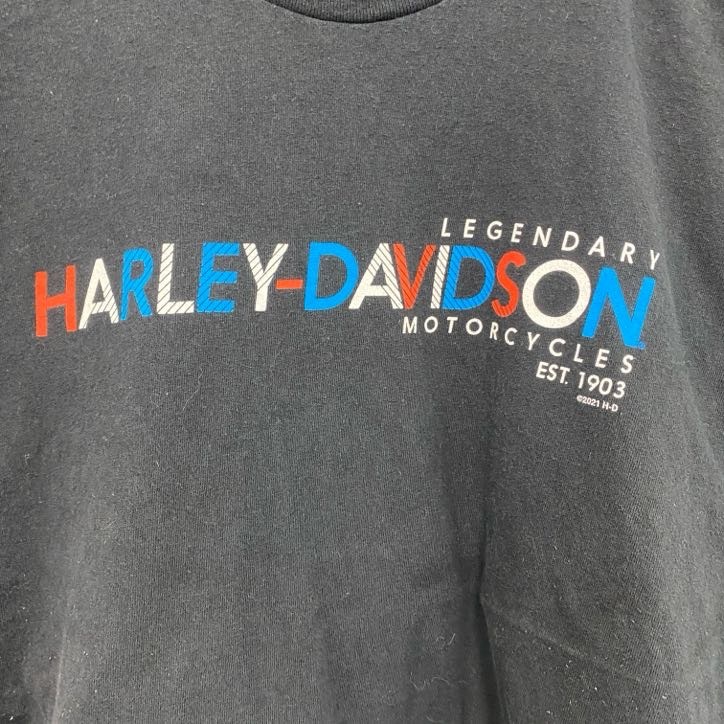 LEGENDARY
HARLEY-DAVIDSON
MOTORCYCLES
EST. 1903
©2021 H-D